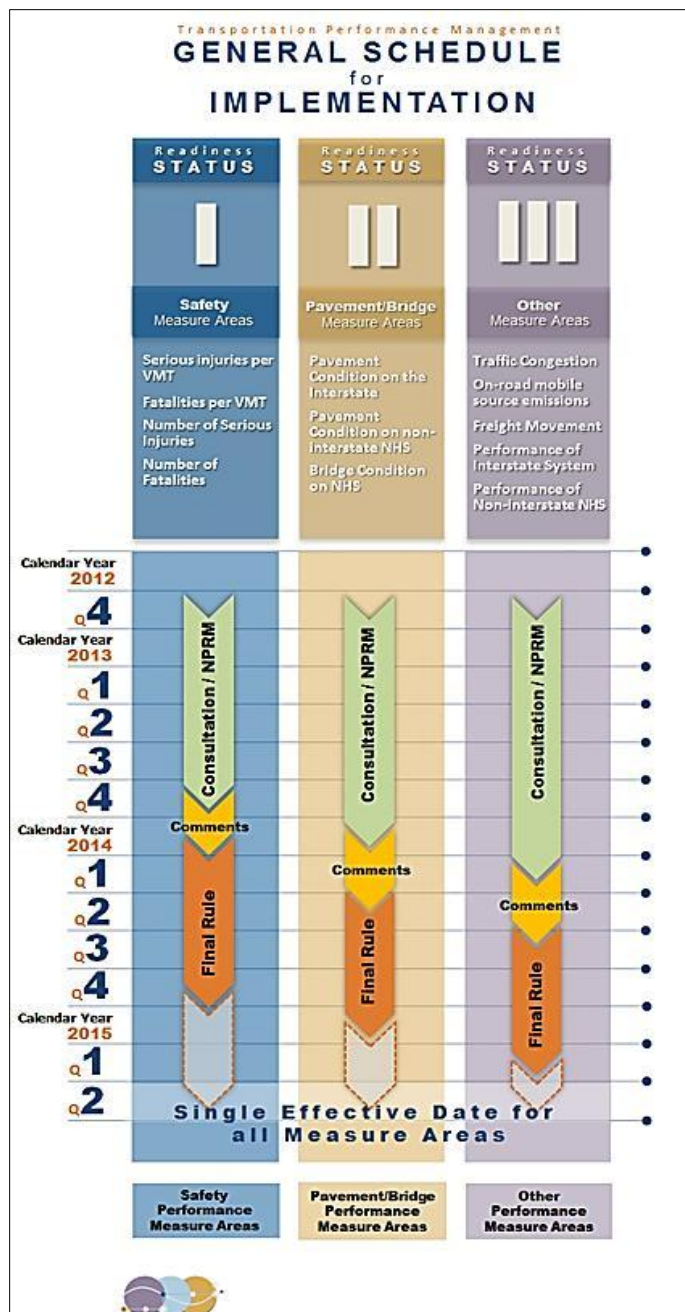 Transportation Performance Management
GENERAL SCHEDULE
for
IMPLEMENTATION
Readiness
STATUS
I
Safety
Measure Areas
Serious injuries per
VMT
Fatalities per VMT
Number of Serious
Injuries
Number of
Fatalities
Readiness
STATUS
II
Pavement/Bridge
Measure Areas
Pavement
Condition on the
Interstate
Pavement
Condition on non-
interstate NHS
Bridge Condition
on NHS
Readiness
STATUS
III
Other
Measure Areas
Traffic Congestion
On-road mobile
source emissions
Freight Movement
Performance of
Interstate System
Performance of
Non-Interstate NHS
Calendar Year
2012
Q4
Calendar Year
2013
Q1
Q2
Q3
Q4
Calendar Year
2014
Q1
Q2
Q3
Q4
Calendar Year
2015
Q1
Q2
Consultation / NPRM
Comments
Final Rule
Consultation / NPRM
Comments
Final Rule
Consultation / NPRM
Comments
Final Rule
Single Effective Date for
all Measure Areas
Safety
Performance
Measure Areas
Pavement/Bridge
Performance
Measure Areas
Other
Performance
Measure Areas